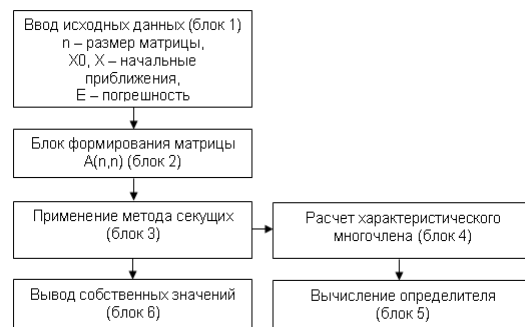 Ввод исходных данных (блок 1)
n – размер матрицы,
X0, X – начальные
приближения,
E – погрешность
Блок формирования матрицы
A(n,n) (блок 2)
Применение метода секущих
(блок 3)
Расчет характеристического
многочлена (блок 4)
Вывод собственных значений
(блок 6)
Вычисление определителя
(блок 5)